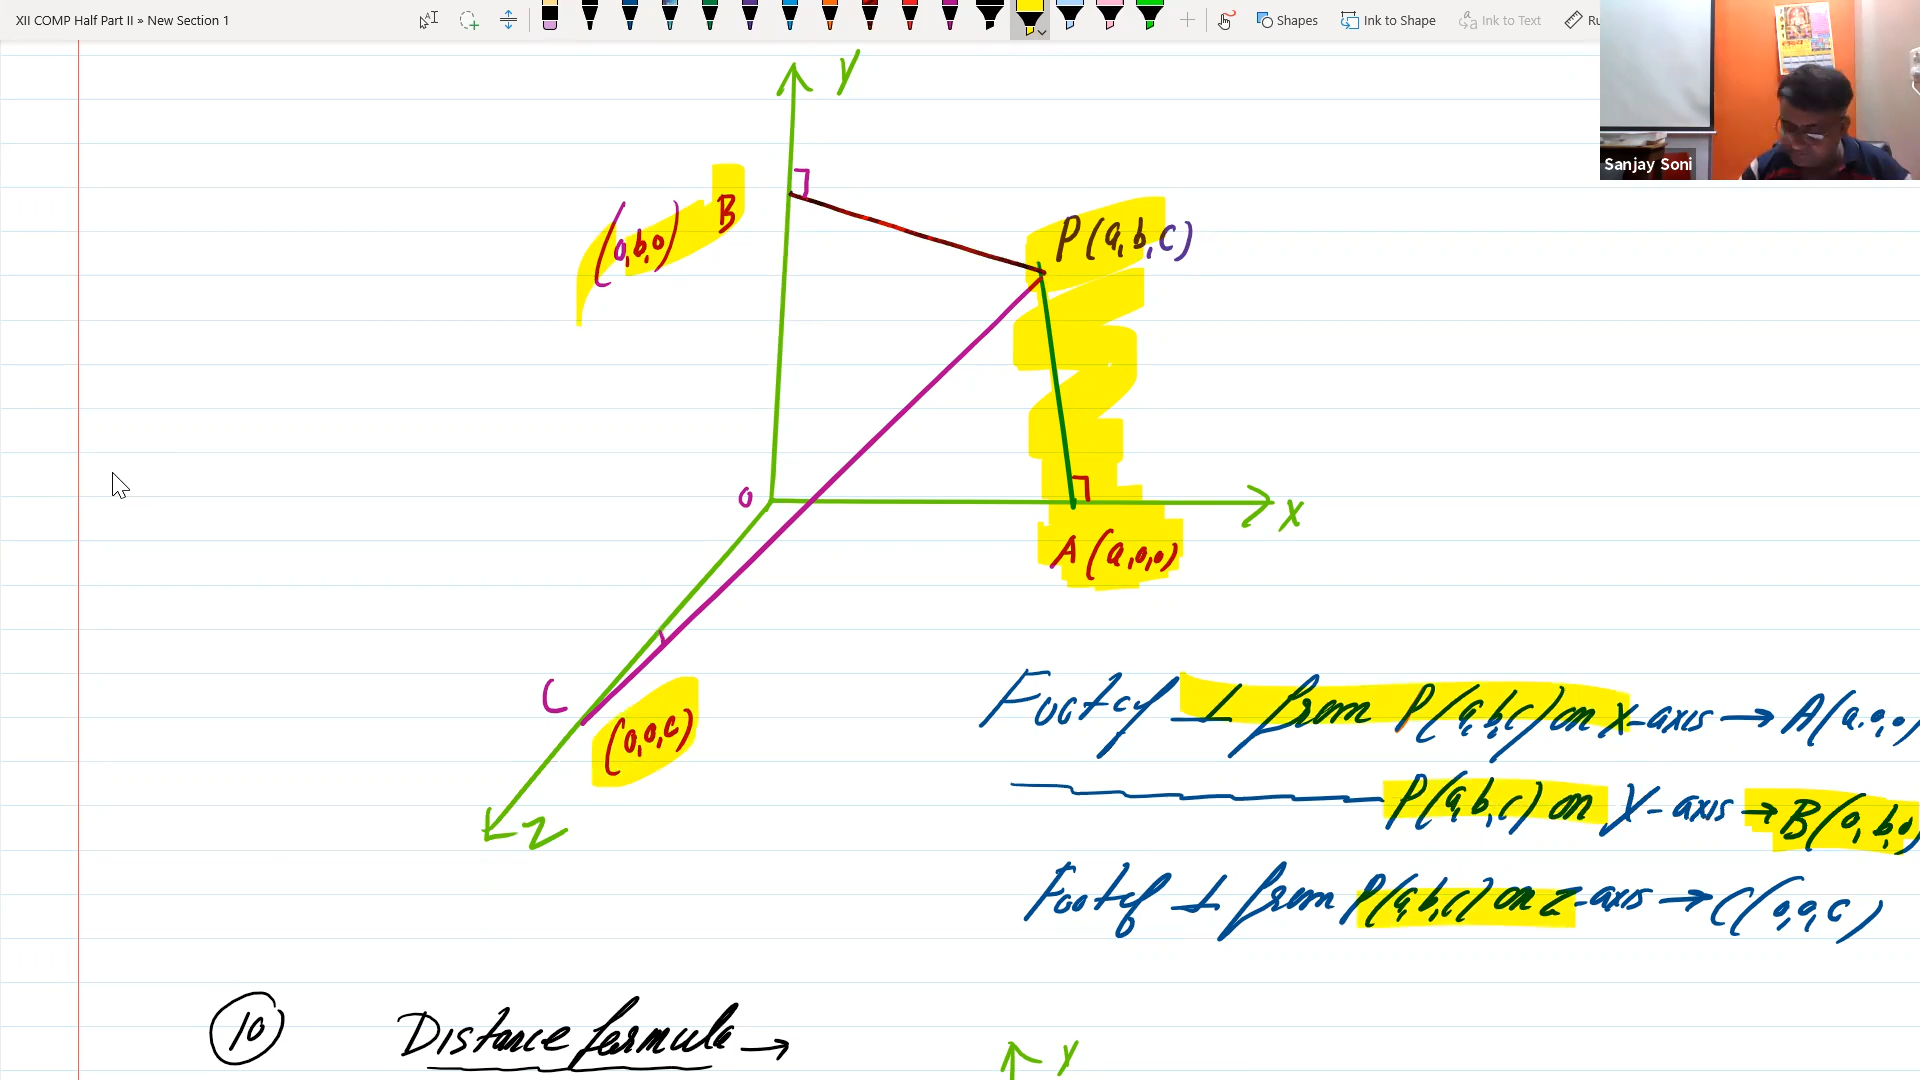 XII COMP Half Part II » New Section 1
Shapes
Ink to Shape
Ink to Text
Ru
Sanjay Soni
Y
(0,b,0) B
P(a,b,c)
O
X
A(a,0,0)
C
(0,0,c)
Z
Foot of ⊥ from P(a,b,c) on X-axis → A(a,0,0)
P(a,b,c) on Y-axis → B(0,b,0)
Foot of ⊥ from P(a,b,c) on Z-axis → C(0,0,c)
10 Distance formula →
Y